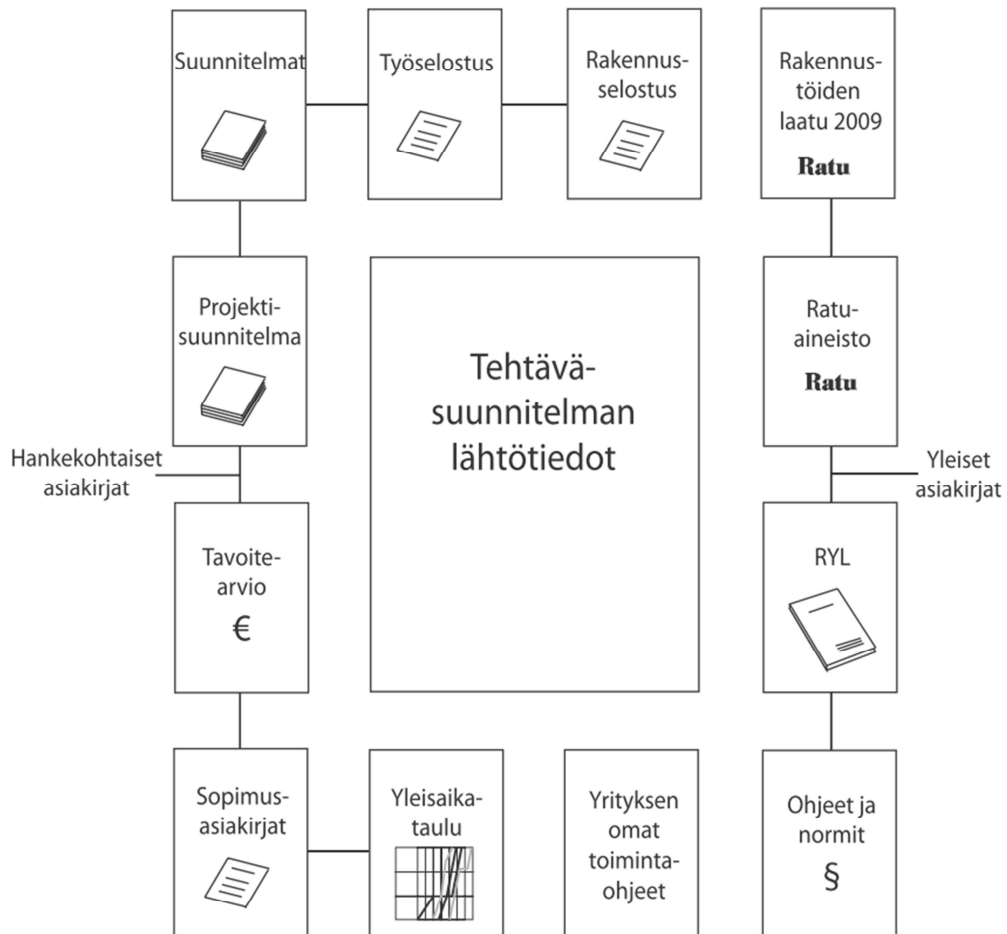 Suunnitelmat
Työselostus
Rakennus-
selostus
Rakennus-
töiden
laatu 2009
Ratu
Projekti-
suunnitelma
Tehtävä-
suunnitelman
lähtötiedot
Ratu-
aineisto
Ratu
Hankekohtaiset
asiakirjat
Yleiset
asiakirjat
Tavoite-
arvio
€
RYL
Sopimus-
asiakirjat
Yleisaika-
taulu
Yrityksen
omat
toiminta-
ohjeet
Ohjeet ja
normit
§